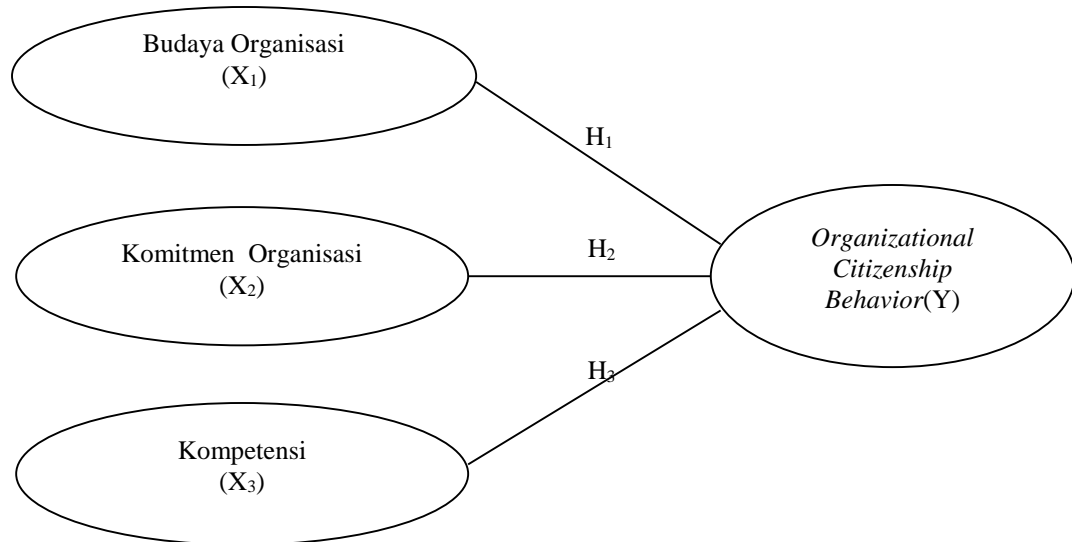 Budaya Organisasi
(X₁)
H₁
Komitmen Organisasi
(X₂)
H₂
Organizational
Citizenship
Behavior(Y)
H₃
Kompetensi
(X₃)